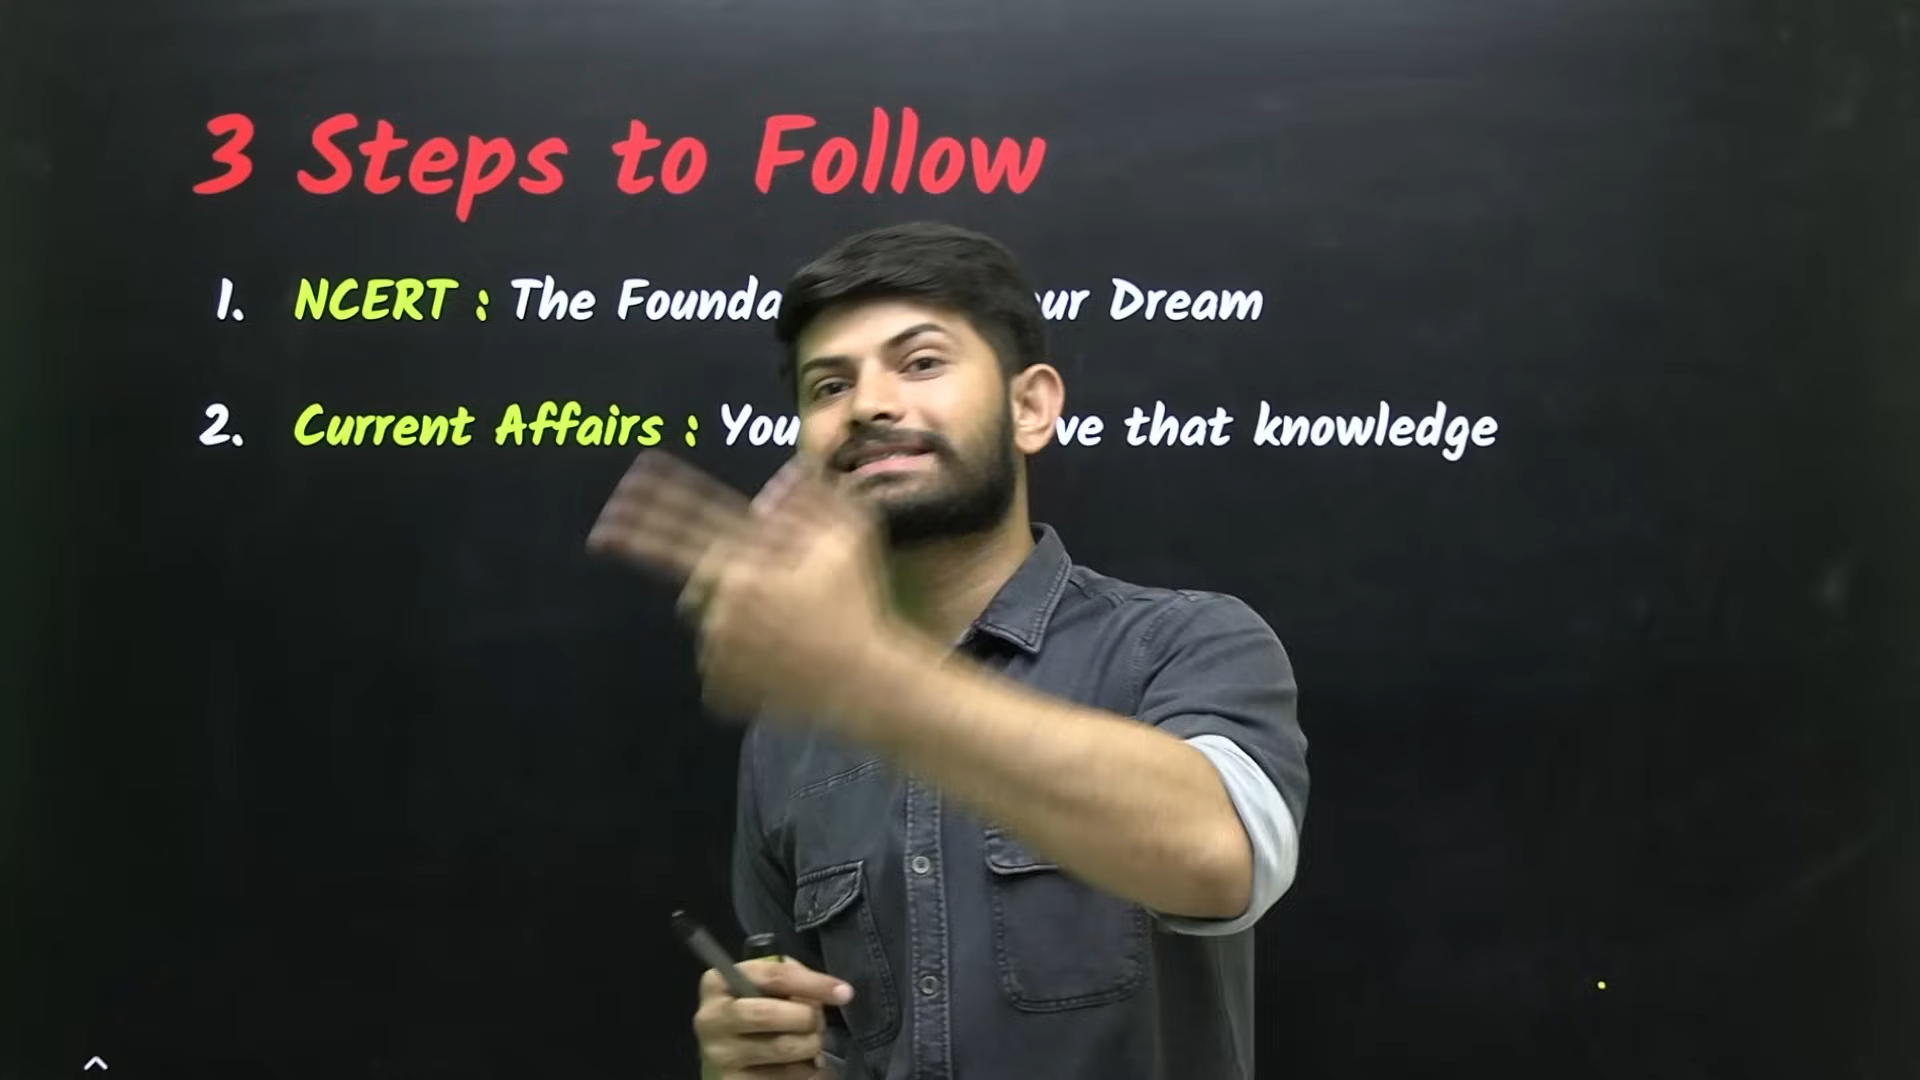 3 Steps to Follow
1. NCERT : The Dream
2. Current Affairs : that knowledge